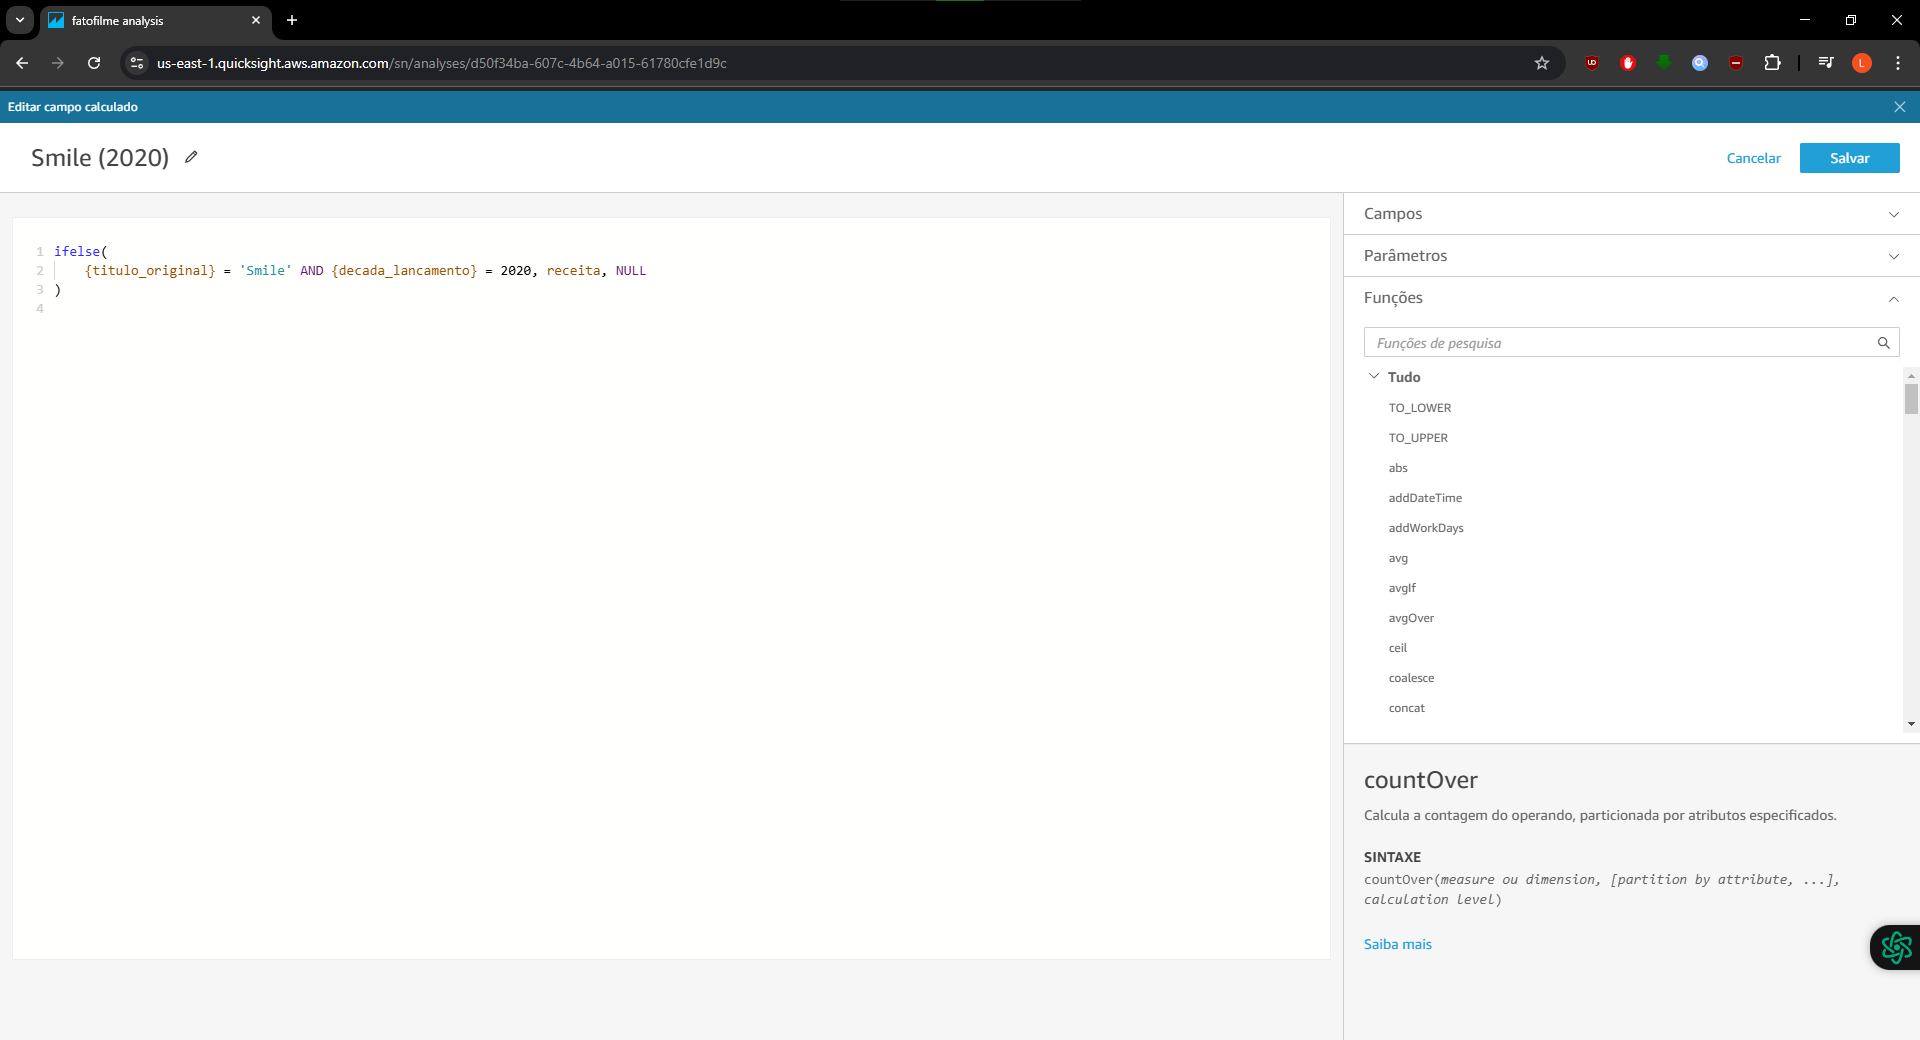 fatofilme analysis
us-east-1.quicksight.aws.amazon.com/sn/analyses/d50f34ba-607c-4b64-a015-61780cfe1d9c
L
Editar campo calculado
Smile (2020)
Cancelar
Salvar
1 ifelse(
2 {titulo_original} = 'Smile' AND {decada_lancamento} = 2020, receita, NULL
3 )
4
Campos
Parâmetros
Funções
Funções de pesquisa
Tudo
TO_LOWER
TO_UPPER
abs
addDateTime
addWorkDays
avg
avgIf
avgOver
ceil
coalesce
concat
countOver
Calcula a contagem do operando, particionada por atributos especificados.
SINTAXE
countOver(measure ou dimension, [partition by attribute, ...],
calculation level)
Saiba mais